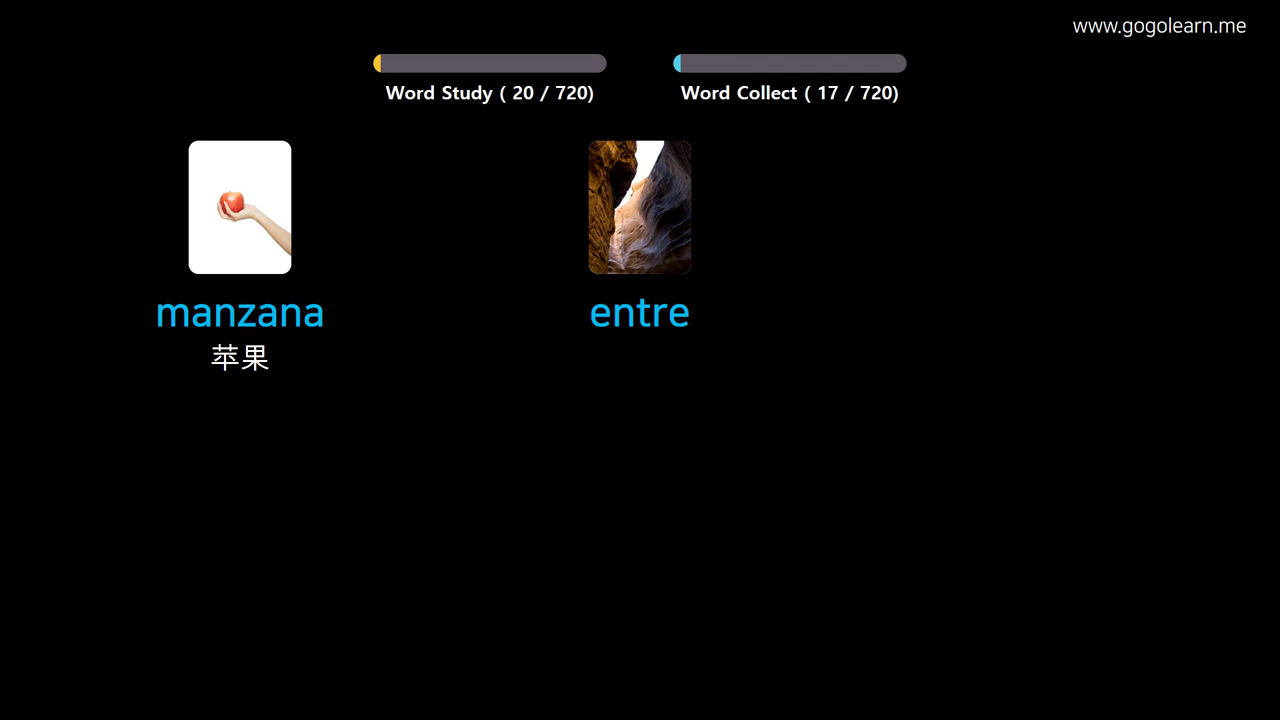 www.gogolearn.me
Word Study ( 20 / 720)
Word Collect ( 17 / 720)
manzana
entre
苹果